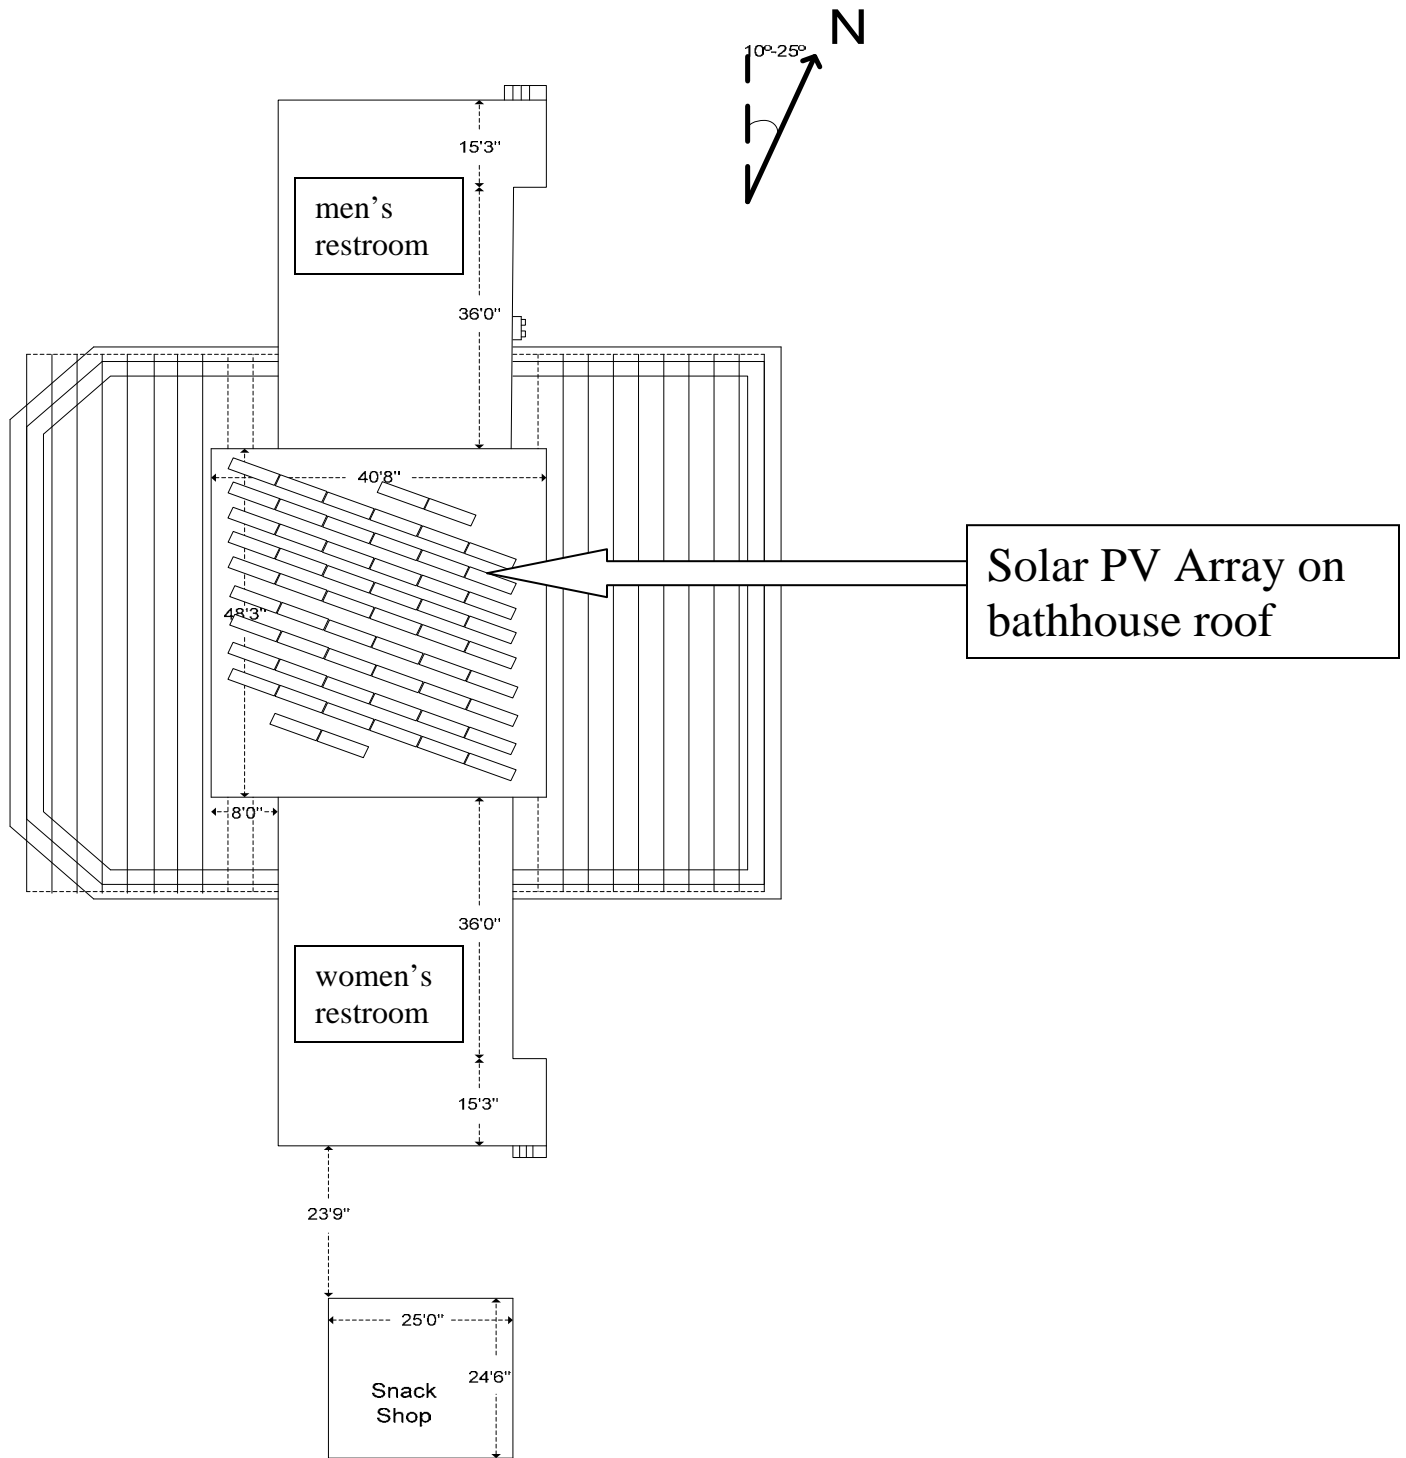 N
10º-25º
15'3"
men’s
restroom
36'0"
40'8"
Solar PV Array on
bathhouse roof
48'3"
8'0"
36'0"
women’s
restroom
15'3"
23'9"
25'0"
24'6"
Snack
Shop